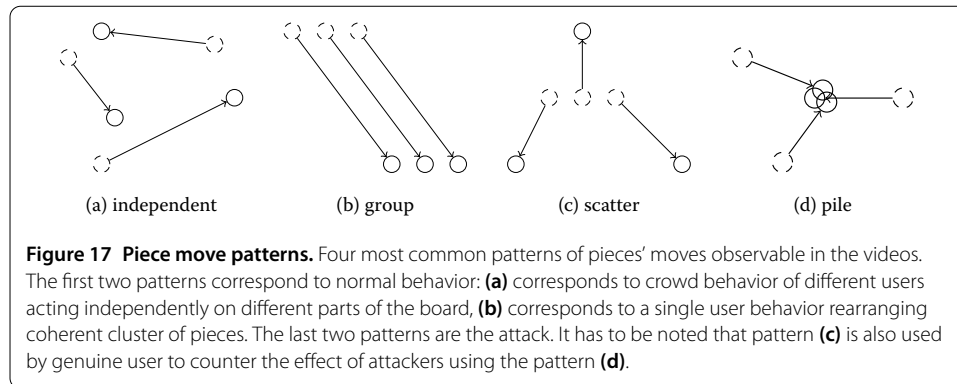 (a) independent (b) group (c) scatter (d) pile
Figure 17 Piece move patterns. Four most common patterns of pieces' moves observable in the videos.
The first two patterns correspond to normal behavior: (a) corresponds to crowd behavior of different users
acting independently on different parts of the board, (b) corresponds to a single user behavior rearranging
coherent cluster of pieces. The last two patterns are the attack. It has to be noted that pattern (c) is also used
by genuine user to counter the effect of attackers using the pattern (d).